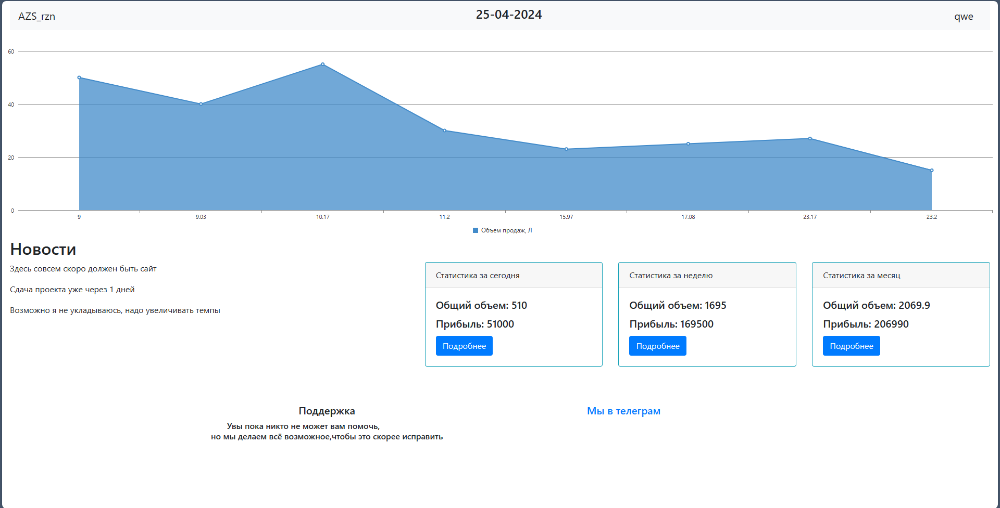 AZS_rzn
25-04-2024
qwe
60
40
20
0
9
9.03
10.17
11.2
15.97
17.08
23.17
23.2
Объем продаж, Л
Новости
Здесь совсем скоро должен быть сайт
Сдача проекта уже через 1 дней
Возможно я не укладываюсь, надо увеличивать темпы
Статистика за сегодня
Общий объем: 510
Прибыль: 51000
Подробнее
Статистика за неделю
Общий объем: 1695
Прибыль: 169500
Подробнее
Статистика за месяц
Общий объем: 2069.9
Прибыль: 206990
Подробнее
Поддержка
Увы пока никто не может вам помочь,
но мы делаем всё возможное,чтобы это скорее исправить
Мы в телеграм